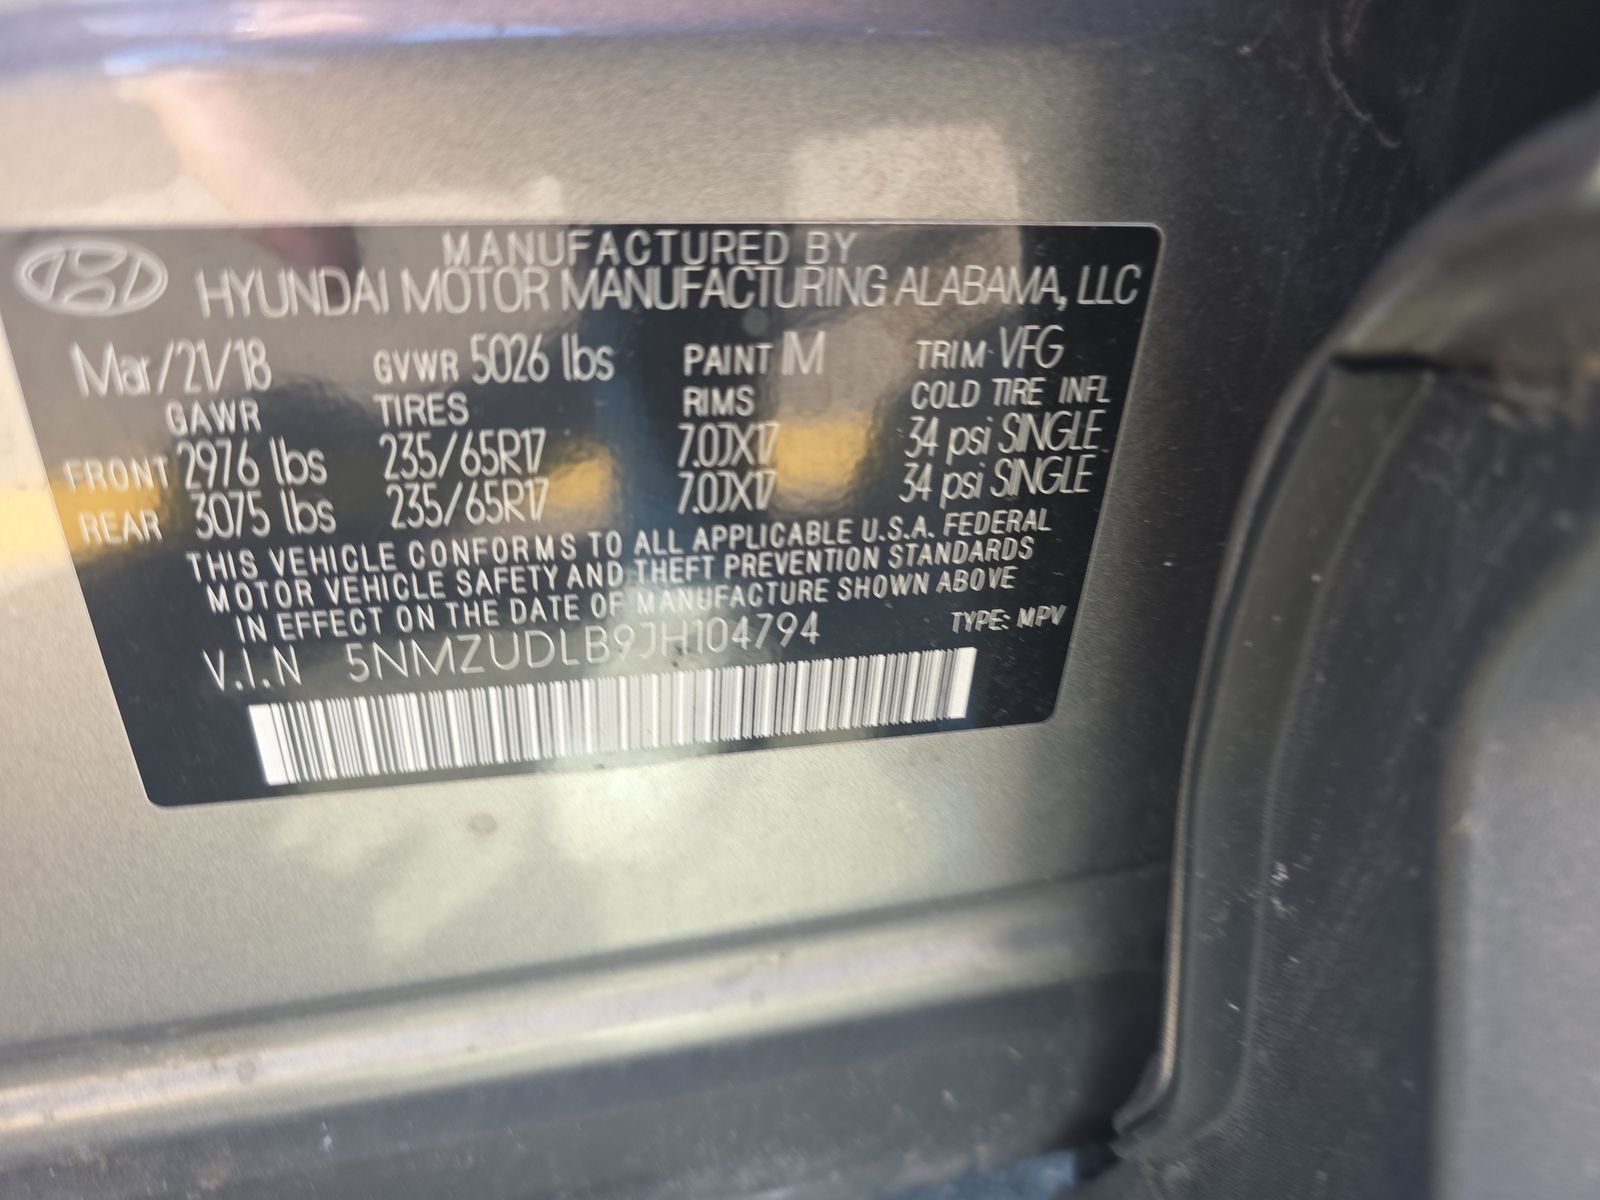 MANUFACTURED BY
HYUNDAI MOTOR MANUFACTURING ALABAMA, LLC
Mar/21/18 GVWR 5026 lbs PAINT IM TRIM VFG
GAWR TIRES RIMS COLD TIRE INFL
FRONT 2976 lbs 235/65R17 7.0JX17 34 psi SINGLE
REAR 3075 lbs 235/65R17 7.0JX17 34 psi SINGLE
THIS VEHICLE CONFORMS TO ALL APPLICABLE U.S.A. FEDERAL
MOTOR VEHICLE SAFETY AND THEFT PREVENTION STANDARDS
IN EFFECT ON THE DATE OF MANUFACTURE SHOWN ABOVE
V.I.N 5NMZUDLB9JH104794 TYPE: MPV